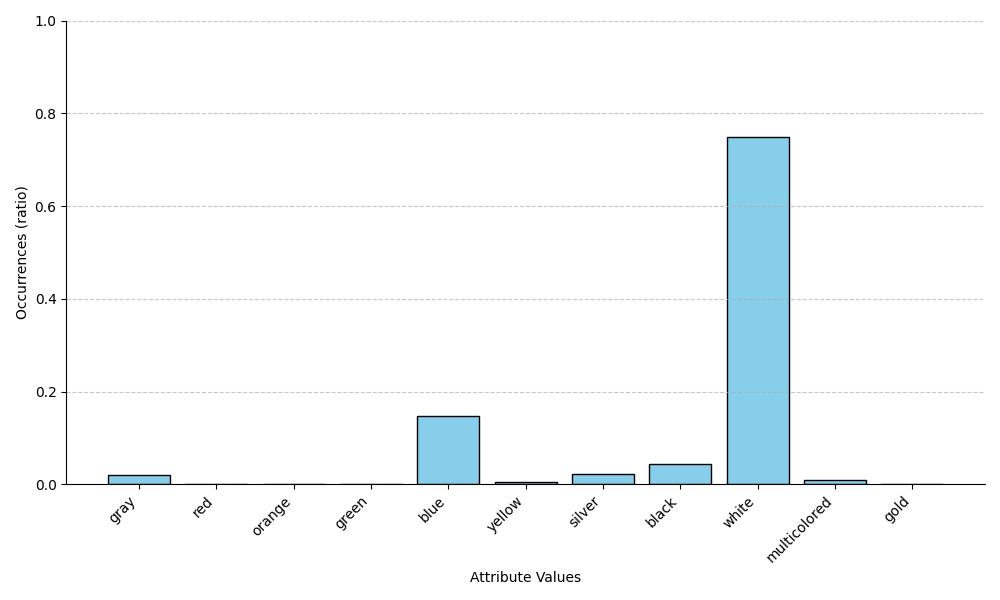 1.0
0.8
0.6
0.4
0.2
0.0
Occurrences (ratio)
gray
red
orange
green
blue
yellow
silver
black
white
multicolored
gold
Attribute Values